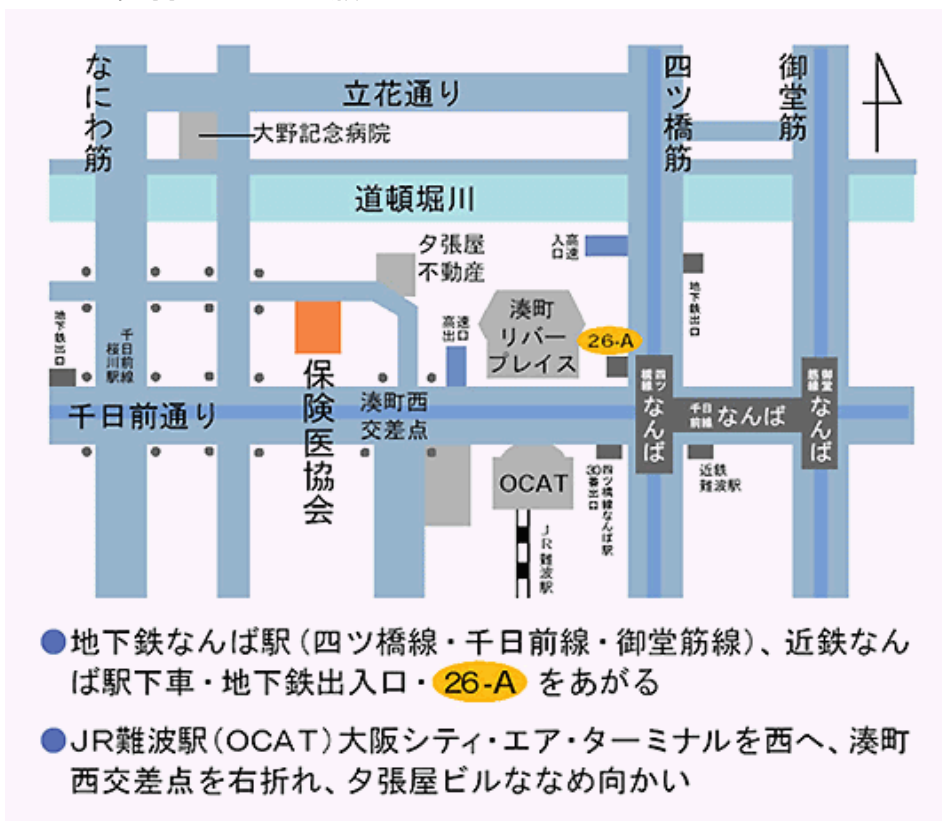 なにわ筋
立花通り
四ツ橋筋
御堂筋
大野記念病院
道頓堀川
夕張屋
不動産
高速
入口
地下鉄出口
湊町
リバー
プレイス
26-A
高速
出口
地下鉄出口
千日前線
桜川駅
保険医協会
千日前通り
湊町西
交差点
四ツ
橋線
なんば
千日
前線
なんば
御堂
筋線
なんば
OCAT
四ツ橋線なんば駅
30番出口
近鉄
難波駅
JR難波駅
●地下鉄なんば駅(四ツ橋線・千日前線・御堂筋線)、近鉄なん
ば駅下車・地下鉄出入口・26-A をあがる
●JR難波駅(OCAT)大阪シティ・エア・ターミナルを西へ、湊町
西交差点を右折れ、夕張屋ビルななめ向かい